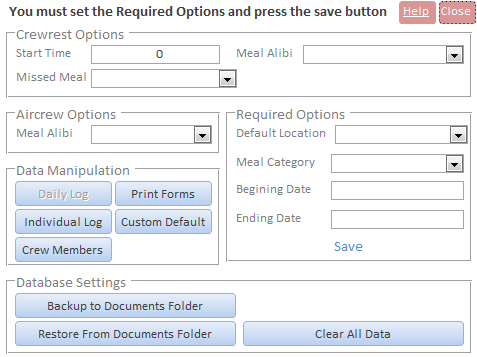 You must set the Required Options and press the save button Help Close
Crewrest Options
Start Time 0 Meal Alibi
Missed Meal
Aircrew Options
Meal Alibi
Required Options
Default Location
Meal Category
Begining Date
Ending Date
Save
Data Manipulation
Daily Log Print Forms
Individual Log Custom Default
Crew Members
Database Settings
Backup to Documents Folder
Restore From Documents Folder Clear All Data